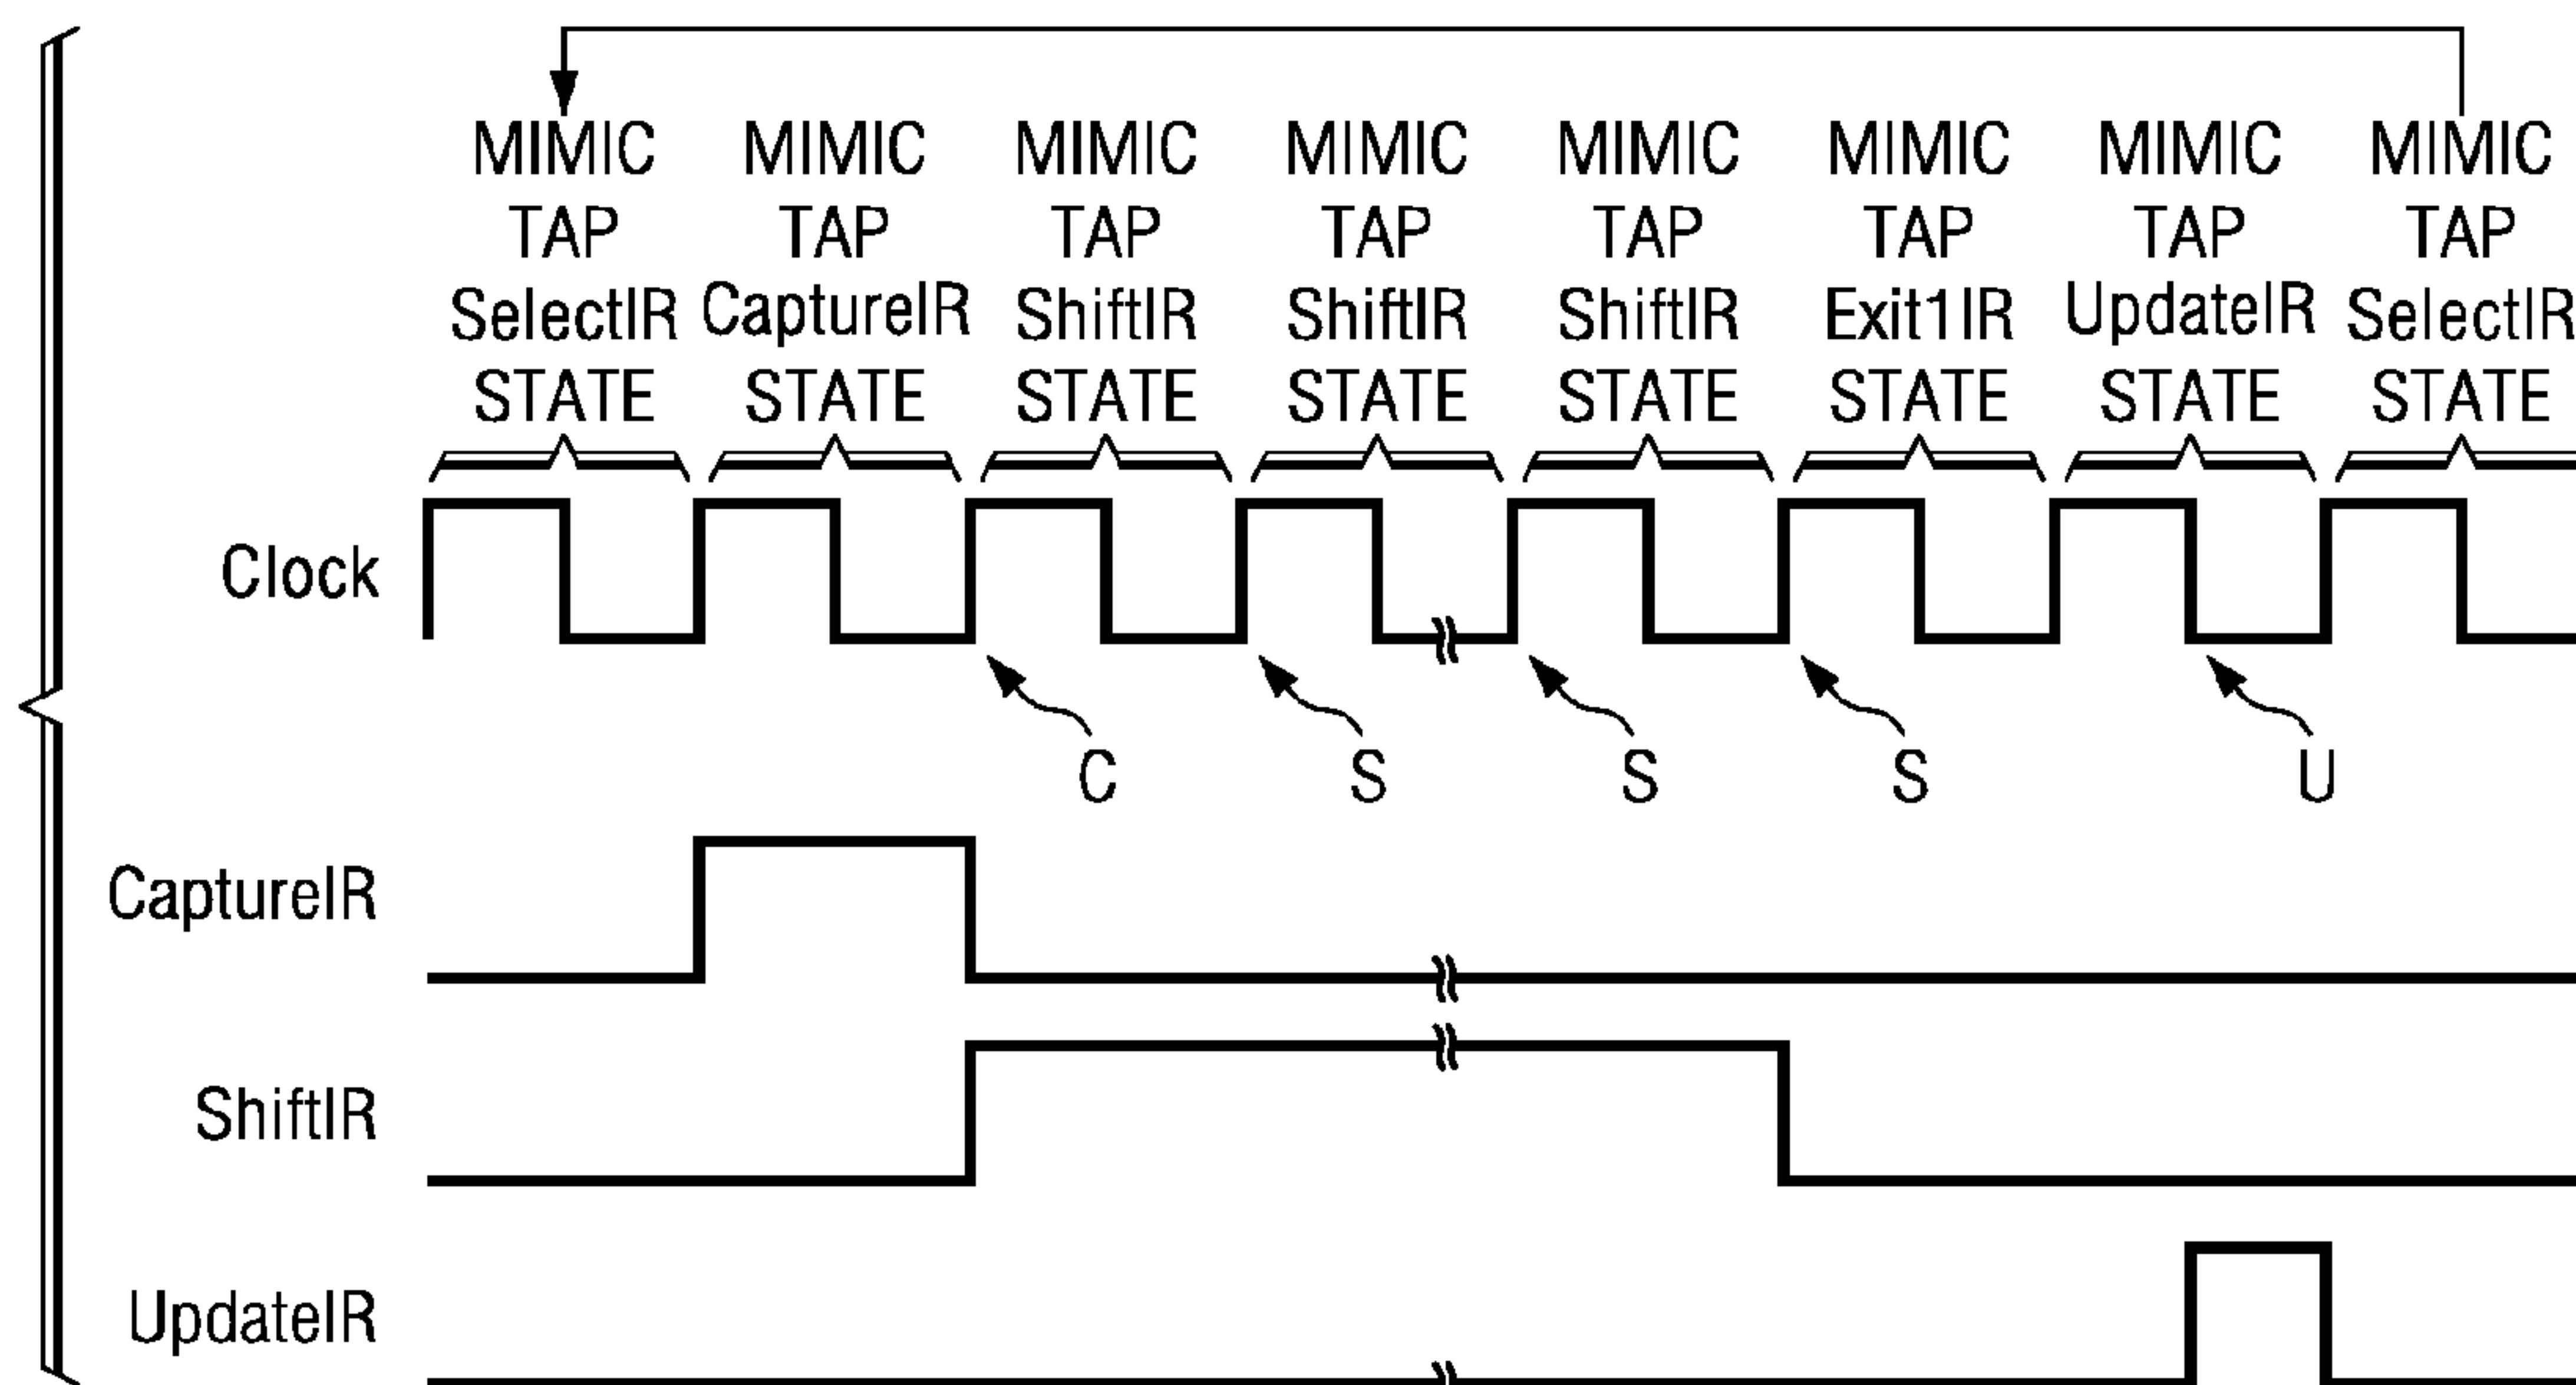 MIMIC MIMIC MIMIC MIMIC MIMIC MIMIC MIMIC MIMIC
TAP TAP TAP TAP TAP TAP TAP TAP
SelectIR CaptureIR ShiftIR ShiftIR ShiftIR Exit1IR UpdateIR SelectIR
STATE STATE STATE STATE STATE STATE STATE STATE
Clock
C S S S U
CaptureIR
ShiftIR
UpdateIR